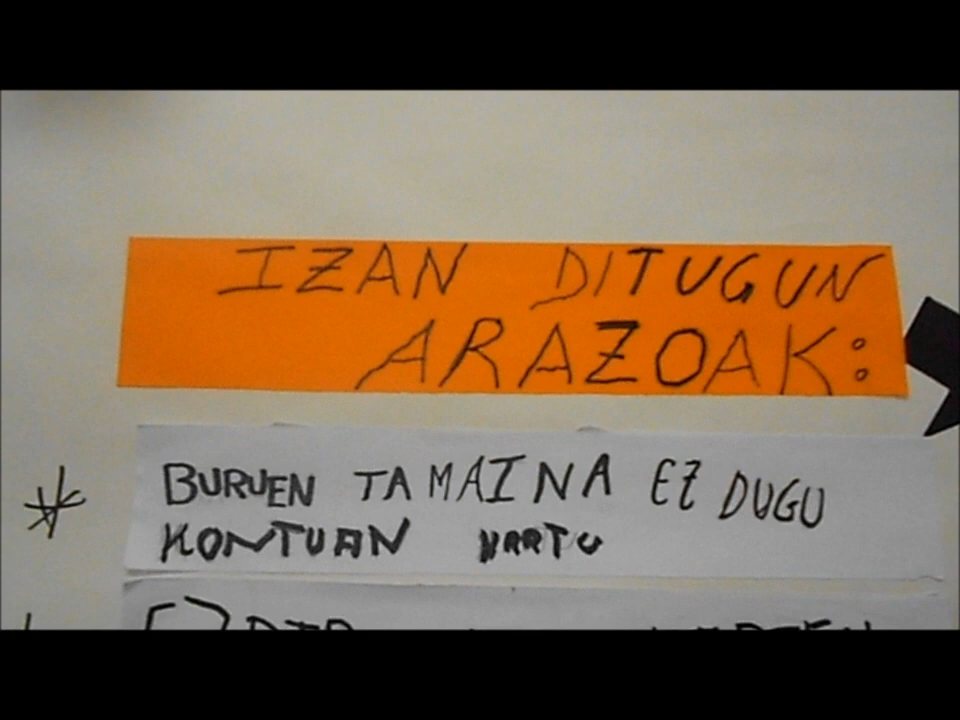 IZAN DITUGUN
ARAZOAK:
* BURUEN TAMAINA EZ DUGU
KONTUAN HARTU